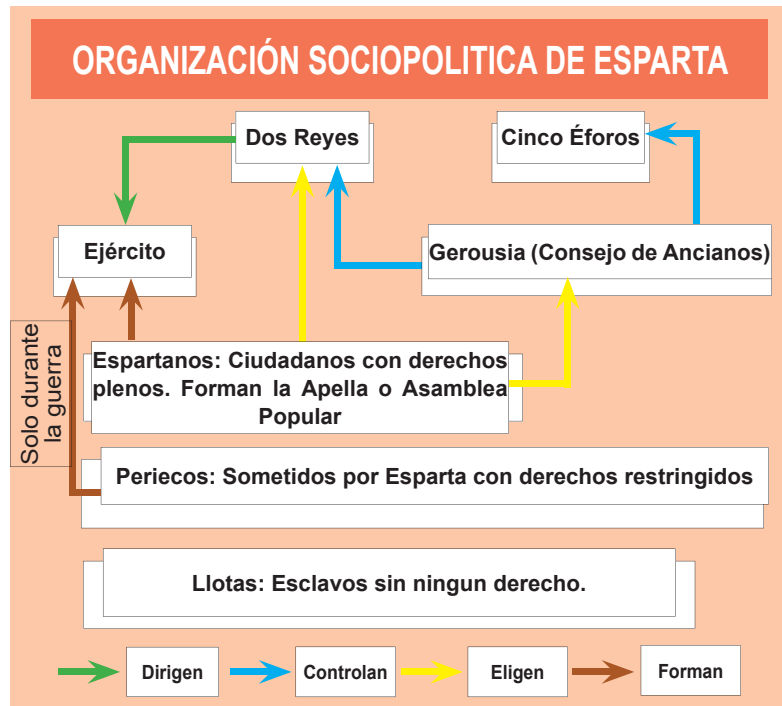 ORGANIZACIÓN SOCIOPOLITICA DE ESPARTA
Dos Reyes
Cinco Éforos
Ejército
Gerousia (Consejo de Ancianos)
Solo durante
la guerra
Espartanos: Ciudadanos con derechos
plenos. Forman la Apella o Asamblea
Popular
Periecos: Sometidos por Esparta con derechos restringidos
Llotas: Esclavos sin ningun derecho.
Dirigen
Controlan
Eligen
Forman